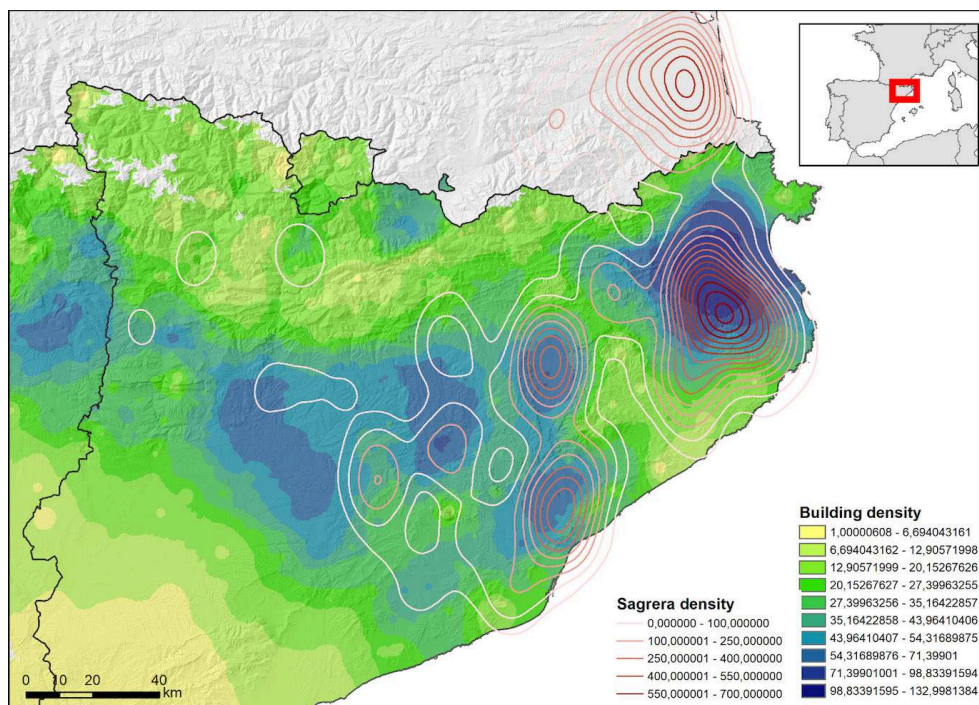 Building density
1,00000608 - 6,694043161
6,694043162 - 12,90571998
12,90571999 - 20,15267626
20,15267627 - 27,39963255
27,39963256 - 35,16422857
35,16422858 - 43,96410406
43,96410407 - 54,31689875
54,31689876 - 71,39901
71,39901001 - 98,83391594
98,83391595 - 132,9981384
Sagrera density
0,000000 - 100,000000
100,000001 - 250,000000
250,000001 - 400,000000
400,000001 - 550,000000
550,000001 - 700,000000
0 10 20 40
km